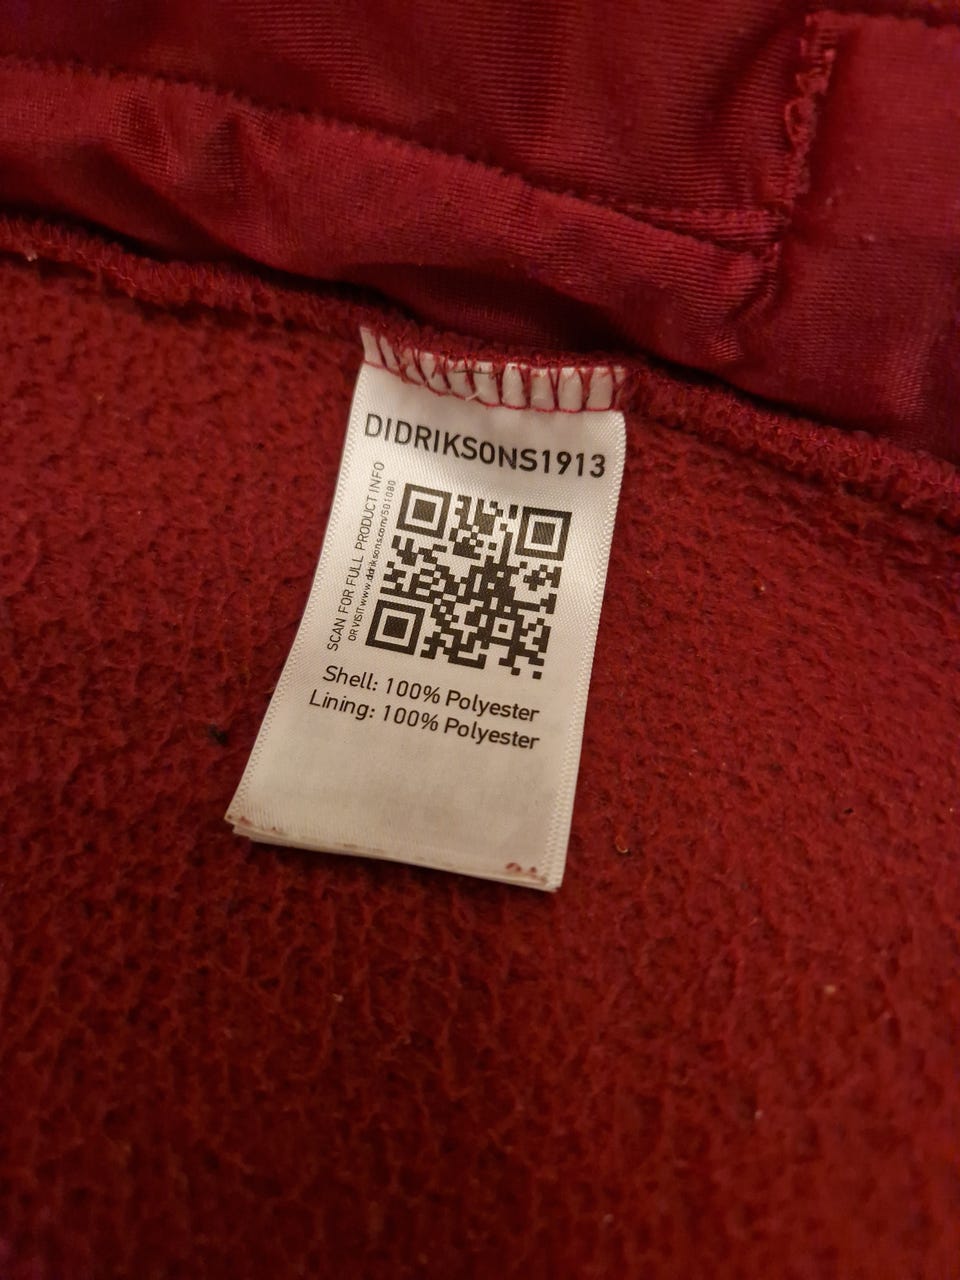 DIDRIKSONS1913
SCAN FOR FULL PRODUCT INFO
OR VISIT www.didriksons.com/501080
Shell: 100% Polyester
Lining: 100% Polyester